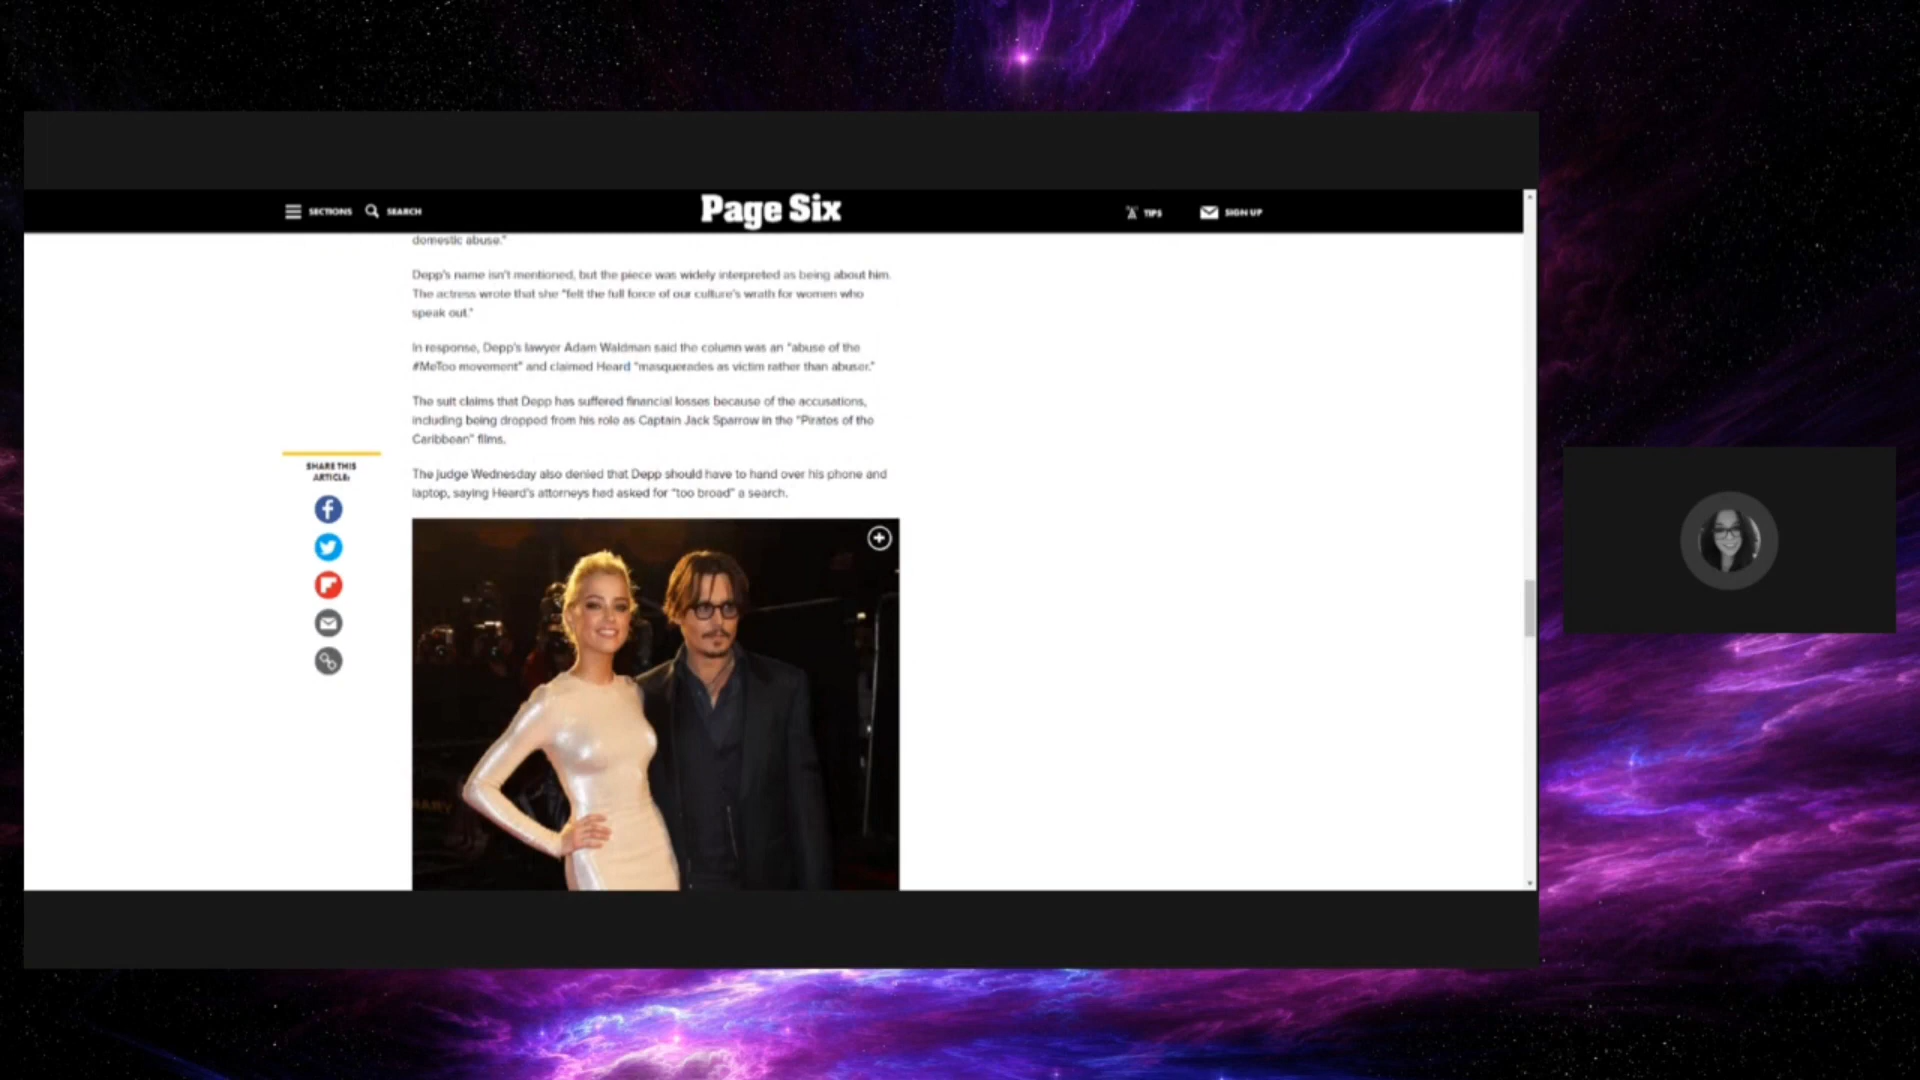 SECTIONS SEARCH Page Six TIPS SIGN UP
domestic abuse."
Depp's name isn't mentioned, but the piece was widely interpreted as being about him.
The actress wrote that she "felt the full force of our culture's wrath for women who
speak out."
In response, Depp's lawyer Adam Waldman said the column was an "abuse of the
#MeToo movement" and claimed Heard "masquerades as victim rather than abuser."
The suit claims that Depp has suffered financial losses because of the accusations,
including being dropped from his role as Captain Jack Sparrow in the "Pirates of the
Caribbean" films.
SHARE THIS
ARTICLE:
The judge Wednesday also denied that Depp should have to hand over his phone and
laptop, saying Heard's attorneys had asked for "too broad" a search.